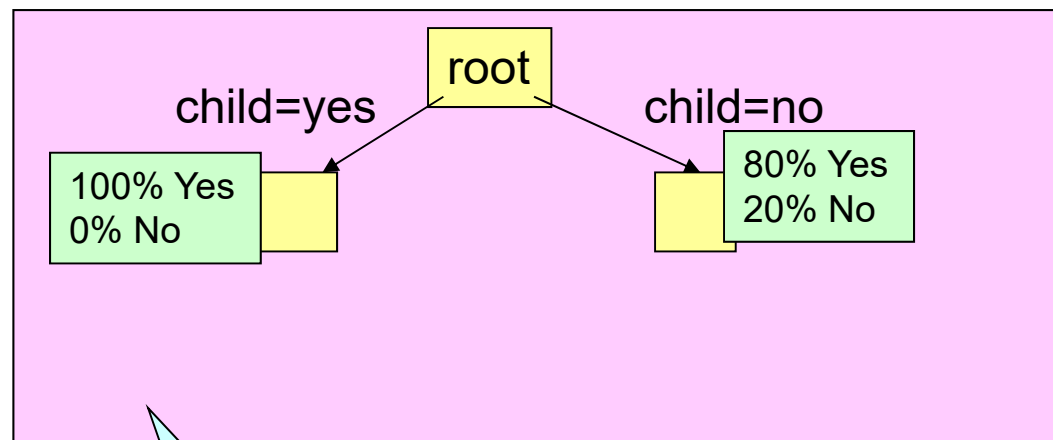 root
child=yes
child=no
100% Yes
0% No
80% Yes
20% No